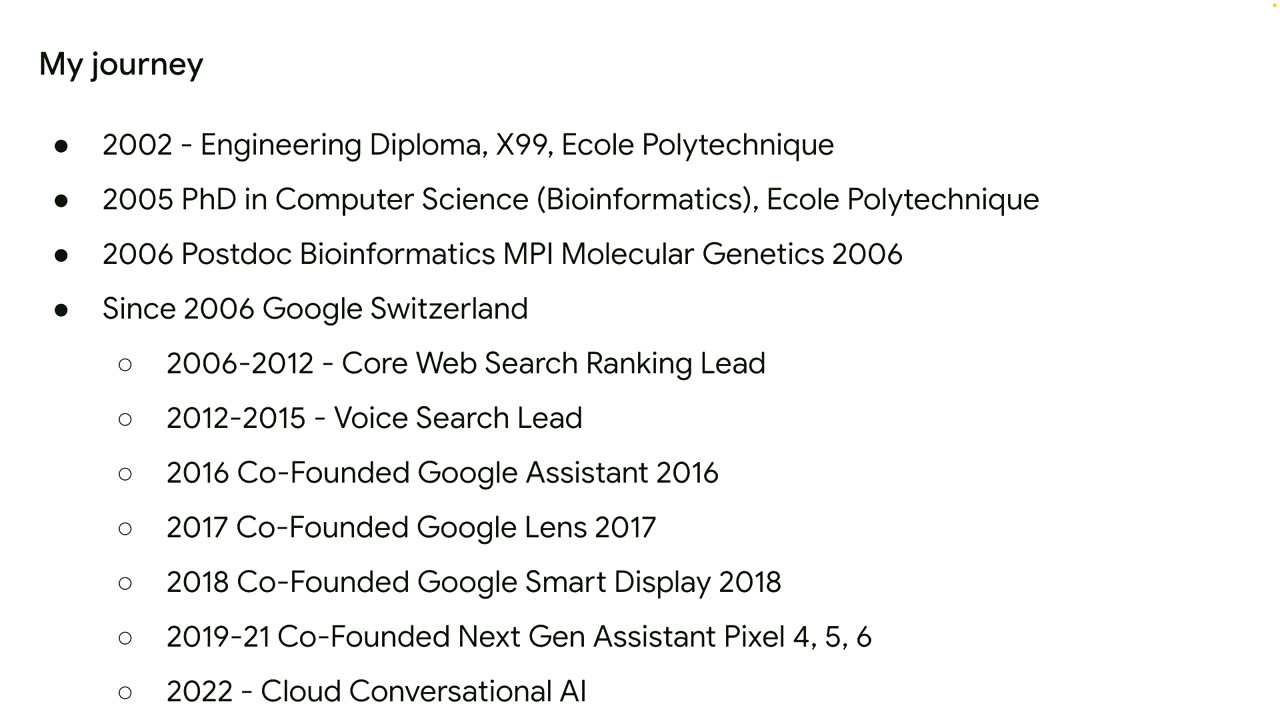 My journey
● 2002 - Engineering Diploma, X99, Ecole Polytechnique
● 2005 PhD in Computer Science (Bioinformatics), Ecole Polytechnique
● 2006 Postdoc Bioinformatics MPI Molecular Genetics 2006
● Since 2006 Google Switzerland
○ 2006-2012 - Core Web Search Ranking Lead
○ 2012-2015 - Voice Search Lead
○ 2016 Co-Founded Google Assistant 2016
○ 2017 Co-Founded Google Lens 2017
○ 2018 Co-Founded Google Smart Display 2018
○ 2019-21 Co-Founded Next Gen Assistant Pixel 4, 5, 6
○ 2022 - Cloud Conversational AI